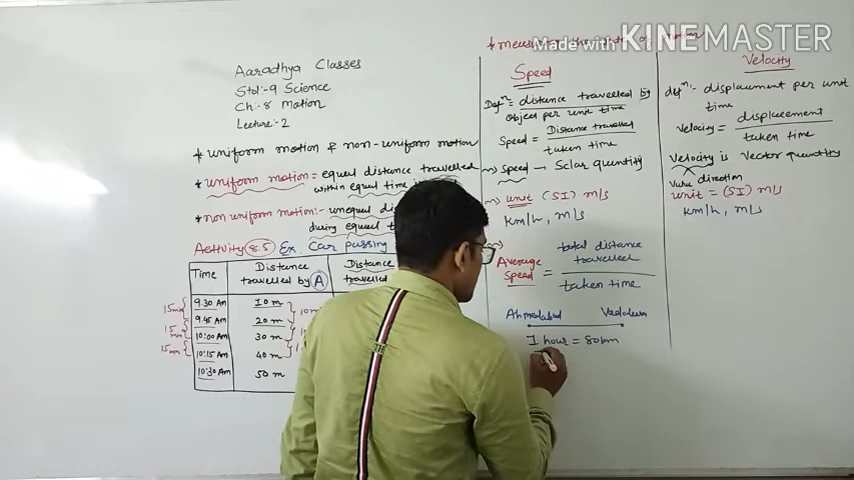 Made with KINEMASTER
Aaradhya Classes
Std:-9 Science
Ch:-8 Motion
Lecture:-2
* Uniform motion & non-uniform motion
* uniform motion = equal distance travelled
within equal time
* non uniform motion:- unequal
during equal
Activity 8.5 Ex. Car passing
Time
Distance
travelled by A
Distance
travelled
15 min
15 min
15 min
9:30 Am
10 m
9:45 Am
20 m
10:00 Am
30 m
10:15 Am
40 m
10:30 Am
50 m
Speed
Defⁿ = distance travelled by
object per unit time
Speed = Distance travelled
taken time
Speed - Sclar quantity
unit (SI) m/s
km/h, m/s
Average
Speed
= total distance
travelled
taken time
Ahmedabad
1 hour = 80 km
Velocity
defⁿ:- displacement per unit
time
velocity = displacement
taken time
Velocity is Vector quantity
direction
unit = (SI) m/s
km/h, m/s